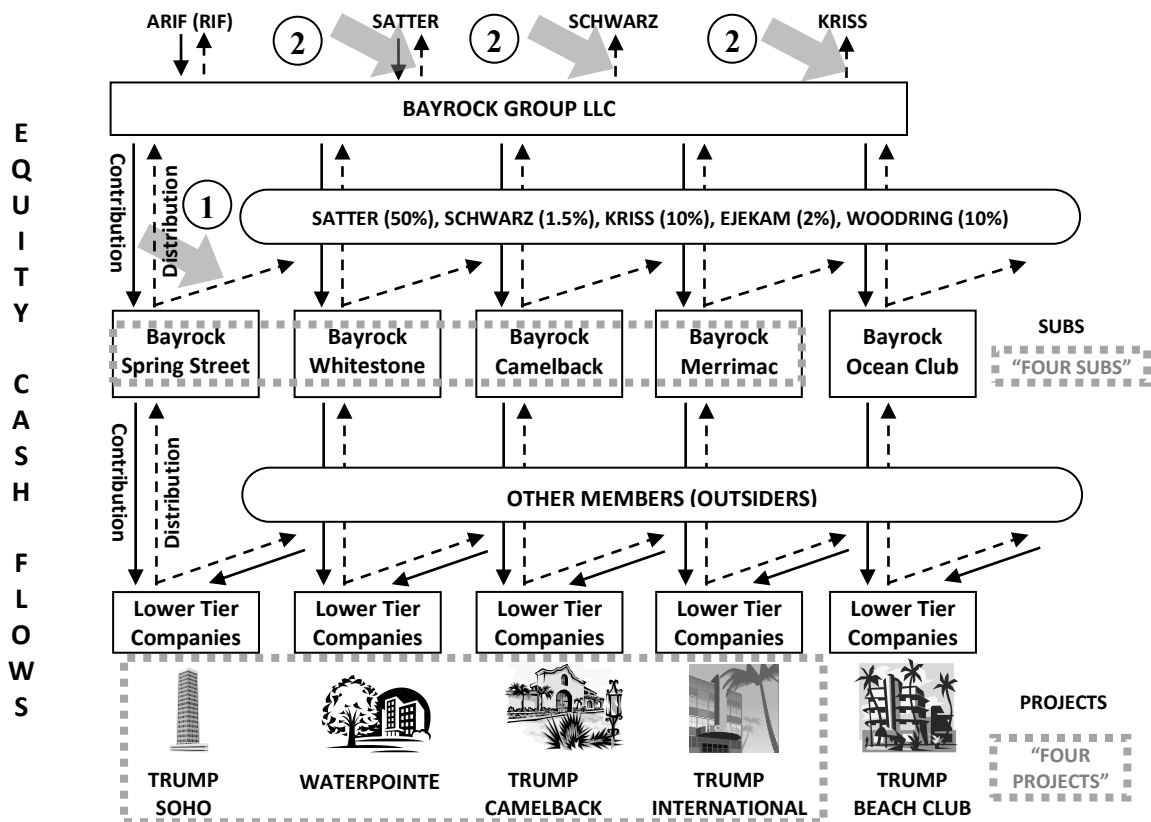 ARIF (RIF) SATTER SCHWARZ KRISS
2 2 2
BAYROCK GROUP LLC
EQUITY CASH FLOWS
Contribution
Distribution
1
SATTER (50%), SCHWARZ (1.5%), KRISS (10%), EJEKAM (2%), WOODRING (10%)
Bayrock
Spring Street
Bayrock
Whitestone
Bayrock
Camelback
Bayrock
Merrimac
Bayrock
Ocean Club
SUBS
"FOUR SUBS"
Contribution
Distribution
OTHER MEMBERS (OUTSIDERS)
Lower Tier
Companies
Lower Tier
Companies
Lower Tier
Companies
Lower Tier
Companies
Lower Tier
Companies
TRUMP
SOHO
WATERPOINTE
TRUMP
CAMELBACK
TRUMP
INTERNATIONAL
TRUMP
BEACH CLUB
PROJECTS
"FOUR
PROJECTS"